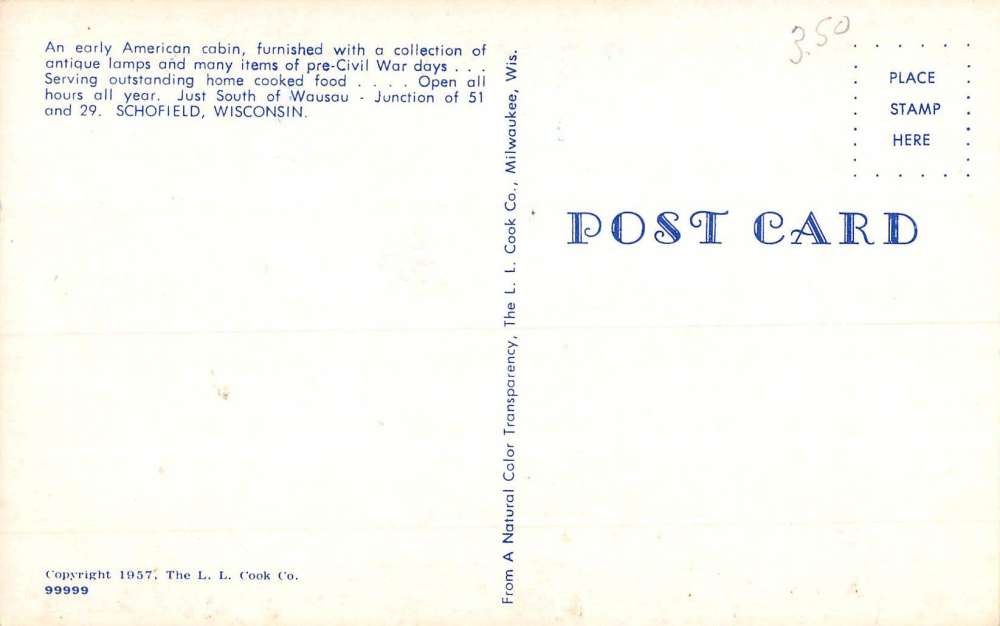 An early American cabin, furnished with a collection of
antique lamps and many items of pre-Civil War days . . .
Serving outstanding home cooked food . . . . Open all
hours all year. Just South of Wausau - Junction of 51
and 29. SCHOFIELD, WISCONSIN.
Copyright 1957, The L. L. Cook Co.
99999
From A Natural Color Transparency, The L. L. Cook Co., Milwaukee, Wis.
3.50
PLACE
STAMP
HERE
POST CARD